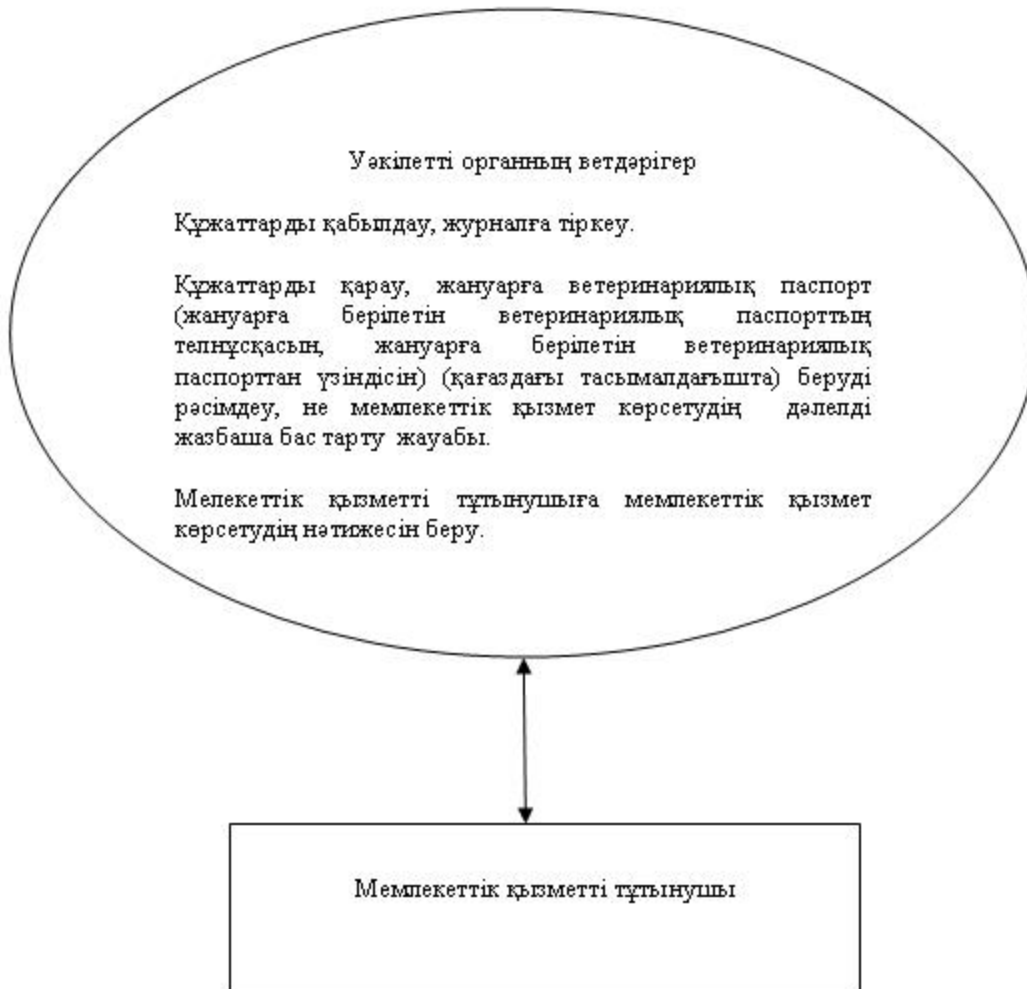 Уәкілетті органның ветдәрігер
Құжаттарды қабылдау, журналға тіркеу.
Құжаттарды қарау, жануарға ветеринариялық паспорт
(жануарға берілетін ветеринариялық паспорттың
телнұсқасын, жануарға берілетін ветеринариялық
паспорттан үзіндісін) (қағаздағы тасымалдағышта) беруді
рәсімдеу, не мемлекеттік қызмет көрсетудің дәлелді
жазбаша бас тарту жауабы.
Мелекеттік қызметті тұтынушыға мемлекеттік қызмет
көрсетудің нәтижесін беру.
Мемлекеттік қызметті тұтынушы